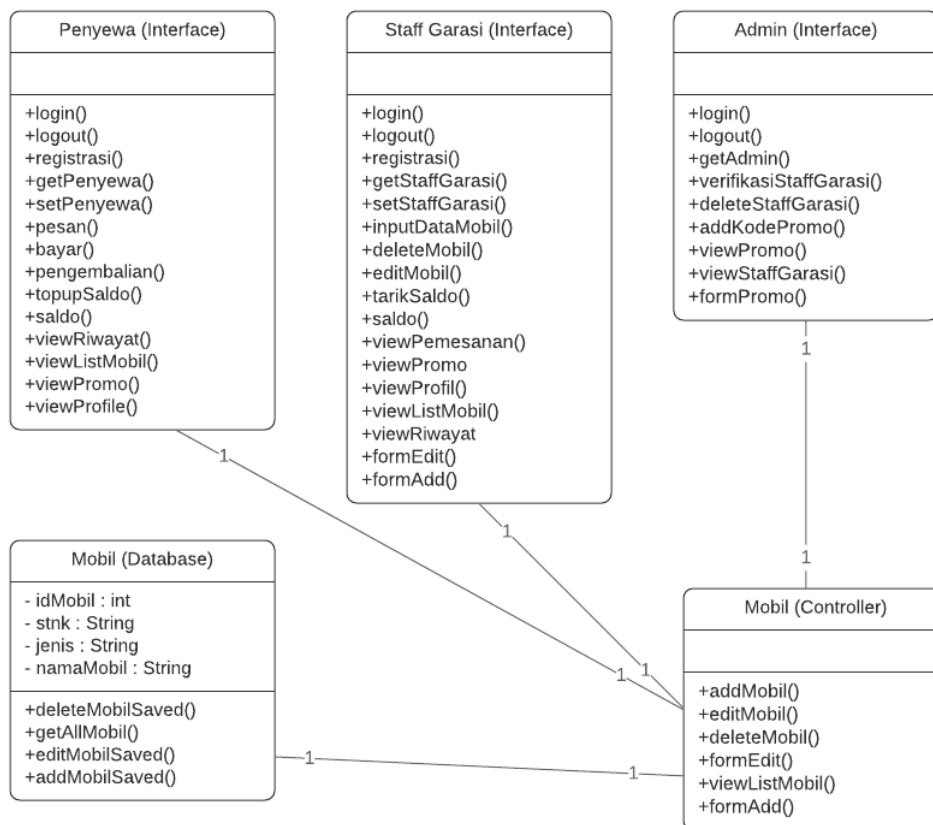 Penyewa (Interface)
+login()
+logout()
+registrasi()
+getPenyewa()
+setPenyewa()
+pesan()
+bayar()
+pengembalian()
+topupSaldo()
+saldo()
+viewRiwayat()
+viewListMobil()
+viewPromo()
+viewProfile()
Staff Garasi (Interface)
+login()
+logout()
+registrasi()
+getStaffGarasi()
+setStaffGarasi()
+inputDataMobil()
+deleteMobil()
+editMobil()
+tarikSaldo()
+saldo()
+viewPemesanan()
+viewPromo
+viewProfil()
+viewListMobil()
+viewRiwayat
+formEdit()
+formAdd()
Admin (Interface)
+login()
+logout()
+getAdmin()
+verifikasiStaffGarasi()
+deleteStaffGarasi()
+addKodePromo()
+viewPromo()
+viewStaffGarasi()
+formPromo()
1
1
1
1
1
1
Mobil (Database)
- idMobil : int
- stnk : String
- jenis : String
- namaMobil : String
+deleteMobilSaved()
+getAllMobil()
+editMobilSaved()
+addMobilSaved()
1
1
Mobil (Controller)
+addMobil()
+editMobil()
+deleteMobil()
+formEdit()
+viewListMobil()
+formAdd()